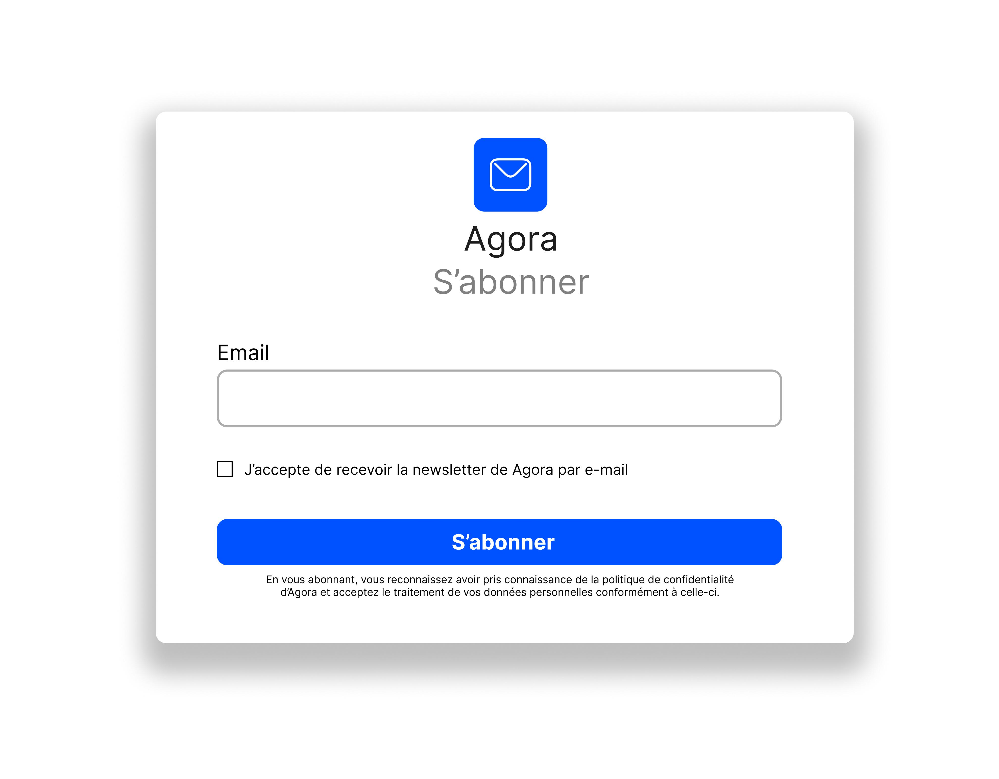 Agora
S’abonner
Email
J’accepte de recevoir la newsletter de Agora par e-mail
S’abonner
En vous abonnant, vous reconnaissez avoir pris connaissance de la politique de confidentialité
d’Agora et acceptez le traitement de vos données personnelles conformément à celle-ci.